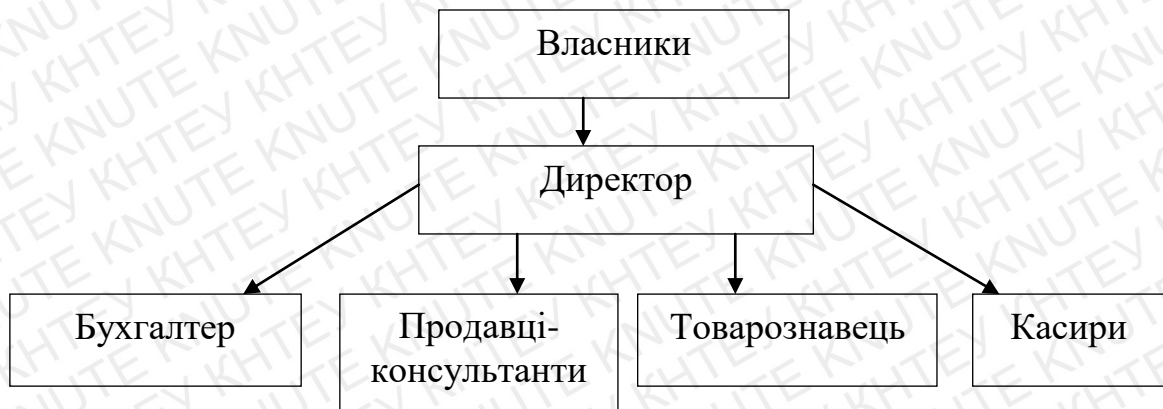 Власники
Директор
Бухгалтер
Продавці-
консультанти
Товарознавець
Касири